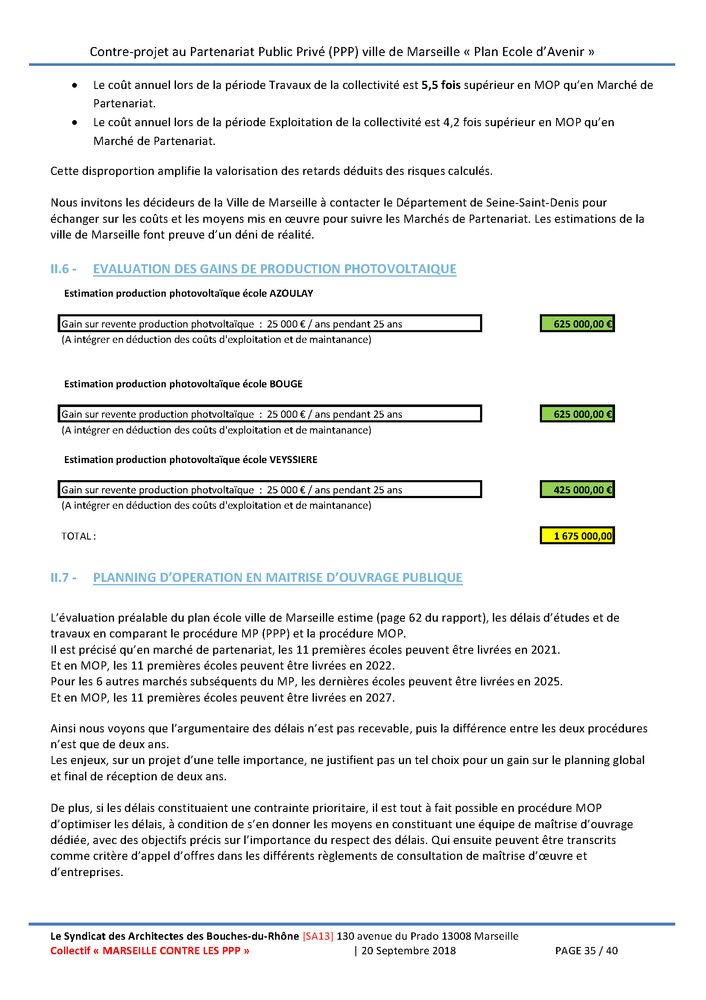 Contre-projet au Partenariat Public Privé (PPP) ville de Marseille « Plan Ecole d’Avenir »
• Le coût annuel lors de la période Travaux de la collectivité est 5,5 fois supérieur en MOP qu’en Marché de
Partenariat.
• Le coût annuel lors de la période Exploitation de la collectivité est 4,2 fois supérieur en MOP qu’en
Marché de Partenariat.
Cette disproportion amplifie la valorisation des retards déduits des risques calculés.
Nous invitons les décideurs de la Ville de Marseille à contacter le Département de Seine-Saint-Denis pour
échanger sur les coûts et les moyens mis en œuvre pour suivre les Marchés de Partenariat. Les estimations de la
ville de Marseille font preuve d’un déni de réalité.
II.6 - EVALUATION DES GAINS DE PRODUCTION PHOTOVOLTAIQUE
Estimation production photovoltaïque école AZOULAY
Gain sur revente production photvoltaïque : 25 000 € / ans pendant 25 ans 625 000,00 €
(A intégrer en déduction des coûts d'exploitation et de maintanance)
Estimation production photovoltaïque école BOUGE
Gain sur revente production photvoltaïque : 25 000 € / ans pendant 25 ans 625 000,00 €
(A intégrer en déduction des coûts d'exploitation et de maintanance)
Estimation production photovoltaïque école VEYSSIERE
Gain sur revente production photvoltaïque : 25 000 € / ans pendant 25 ans 425 000,00 €
(A intégrer en déduction des coûts d'exploitation et de maintanance)
TOTAL : 1 675 000,00
II.7 - PLANNING D’OPERATION EN MAITRISE D’OUVRAGE PUBLIQUE
L’évaluation préalable du plan école ville de Marseille estime (page 62 du rapport), les délais d’études et de
travaux en comparant le procédure MP (PPP) et la procédure MOP.
Il est précisé qu’en marché de partenariat, les 11 premières écoles peuvent être livrées en 2021.
Et en MOP, les 11 premières écoles peuvent être livrées en 2022.
Pour les 6 autres marchés subséquents du MP, les dernières écoles peuvent être livrées en 2025.
Et en MOP, les 11 premières écoles peuvent être livrées en 2027.
Ainsi nous voyons que l’argumentaire des délais n’est pas recevable, puis la différence entre les deux procédures
n’est que de deux ans.
Les enjeux, sur un projet d’une telle importance, ne justifient pas un tel choix pour un gain sur le planning global
et final de réception de deux ans.
De plus, si les délais constituaient une contrainte prioritaire, il est tout à fait possible en procédure MOP
d’optimiser les délais, à condition de s’en donner les moyens en constituant une équipe de maîtrise d’ouvrage
dédiée, avec des objectifs précis sur l’importance du respect des délais. Qui ensuite peuvent être transcrits
comme critère d’appel d’offres dans les différents règlements de consultation de maîtrise d’œuvre et
d’entreprises.
Le Syndicat des Architectes des Bouches-du-Rhône [SA13] 130 avenue du Prado 13008 Marseille
Collectif « MARSEILLE CONTRE LES PPP » | 20 Septembre 2018 PAGE 35 / 40